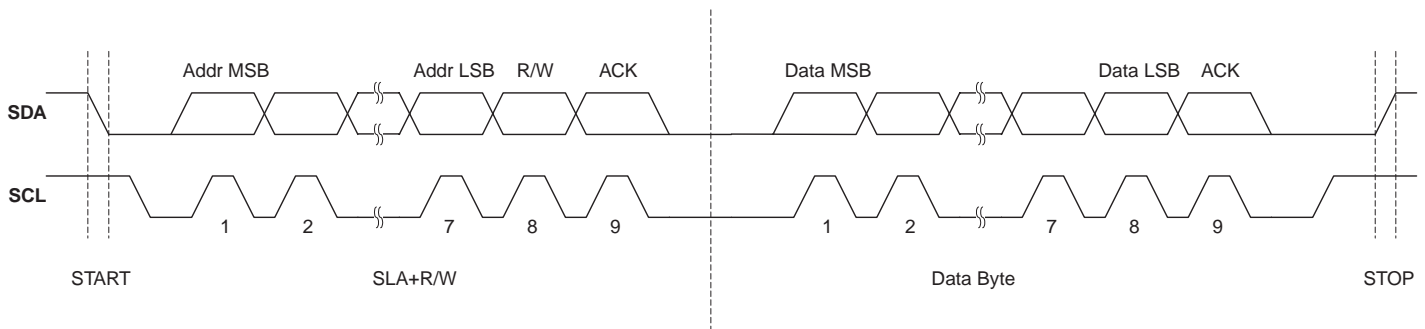 Addr MSB Addr LSB R/W ACK Data MSB Data LSB ACK
SDA
SCL
1 2 7 8 9 1 2 7 8 9
START SLA+R/W Data Byte STOP